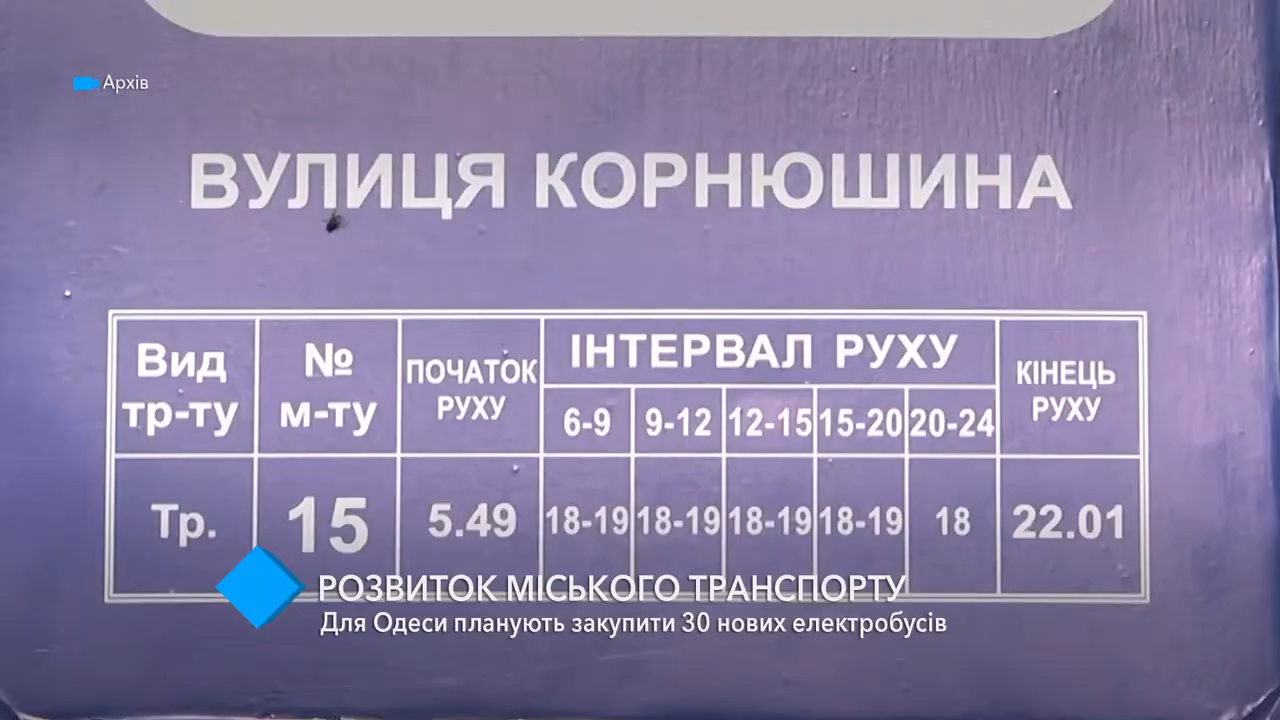 Архів
ВУЛИЦЯ КОРНЮШИНА
Вид тр-ту
№ м-ту
ПОЧАТОК РУХУ
ІНТЕРВАЛ РУХУ
КІНЕЦЬ РУХУ
6-9 9-12 12-15 15-20 20-24
Тр. 15 5.49 18-19 18-19 18-19 18-19 18 22.01
РОЗВИТОК МІСЬКОГО ТРАНСПОРТУ
Для Одеси планують закупити 30 нових електробусів